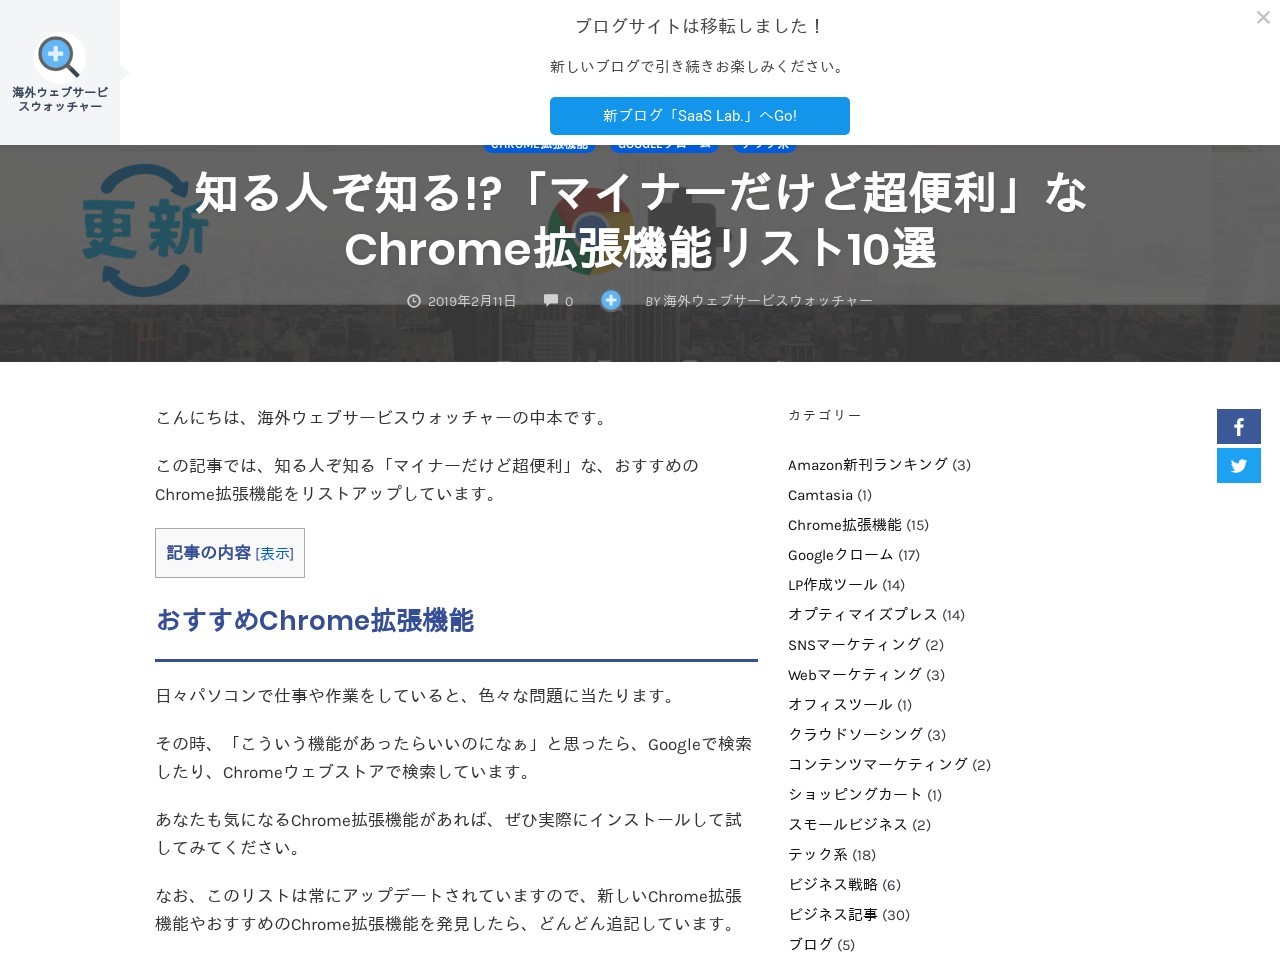 海外ウェブサービ
スウォッチャー
ブログサイトは移転しました！
新しいブログで引き続きお楽しみください。
新ブログ「SaaS Lab.」へGo!
CHROME拡張機能
GOOGLEクローム
テック系
更新
知る人ぞ知る!?「マイナーだけど超便利」な
Chrome拡張機能リスト10選
2019年2月11日 0 BY 海外ウェブサービスウォッチャー
こんにちは、海外ウェブサービスウォッチャーの中本です。
この記事では、知る人ぞ知る「マイナーだけど超便利」な、おすすめの
Chrome拡張機能をリストアップしています。
記事の内容 [表示]
おすすめChrome拡張機能
日々パソコンで仕事や作業をしていると、色々な問題に当たります。
その時、「こういう機能があったらいいのになぁ」と思ったら、Googleで検索
したり、Chromeウェブストアで検索しています。
あなたも気になるChrome拡張機能があれば、ぜひ実際にインストールして試
してみてください。
なお、このリストは常にアップデートされていますので、新しいChrome拡張
機能やおすすめのChrome拡張機能を発見したら、どんどん追記しています。
カテゴリー
Amazon新刊ランキング (3)
Camtasia (1)
Chrome拡張機能 (15)
Googleクローム (17)
LP作成ツール (14)
オプティマイズプレス (14)
SNSマーケティング (2)
Webマーケティング (3)
オフィスツール (1)
クラウドソーシング (3)
コンテンツマーケティング (2)
ショッピングカート (1)
スモールビジネス (2)
テック系 (18)
ビジネス戦略 (6)
ビジネス記事 (30)
ブログ (5)